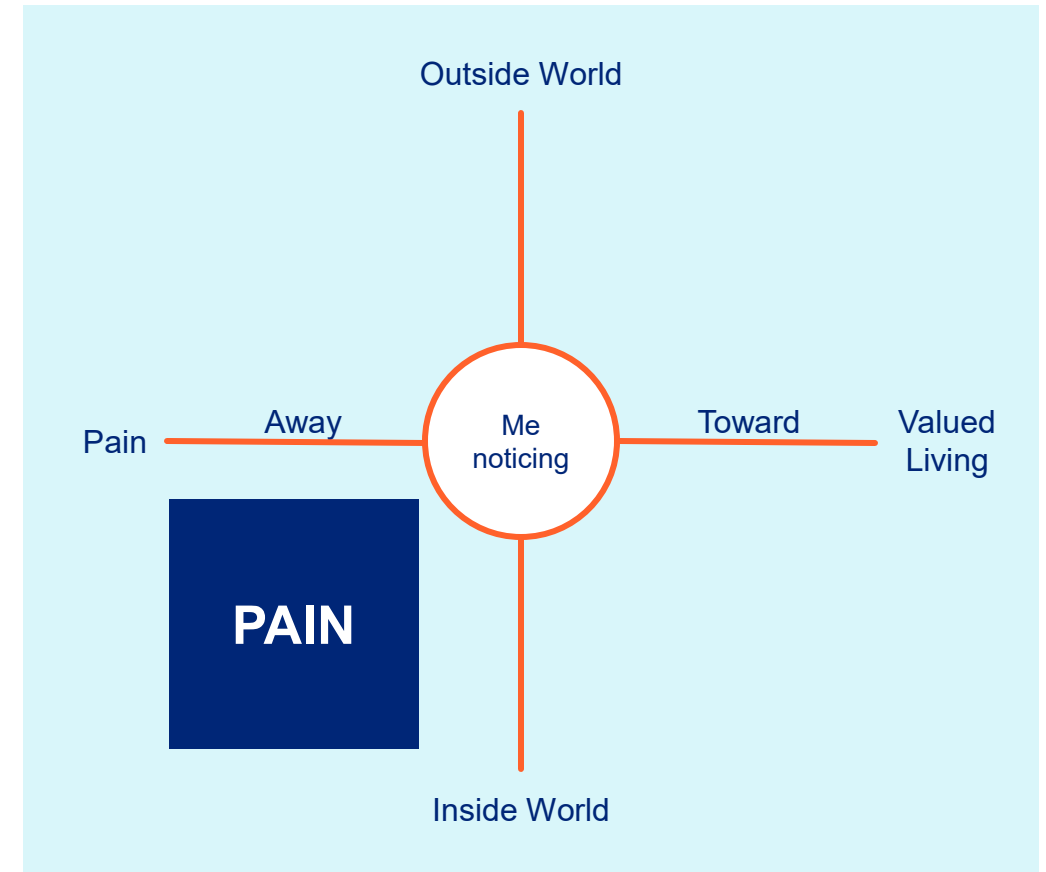 Outside World
Pain
Away
Me
noticing
Toward
Valued
Living
PAIN
Inside World